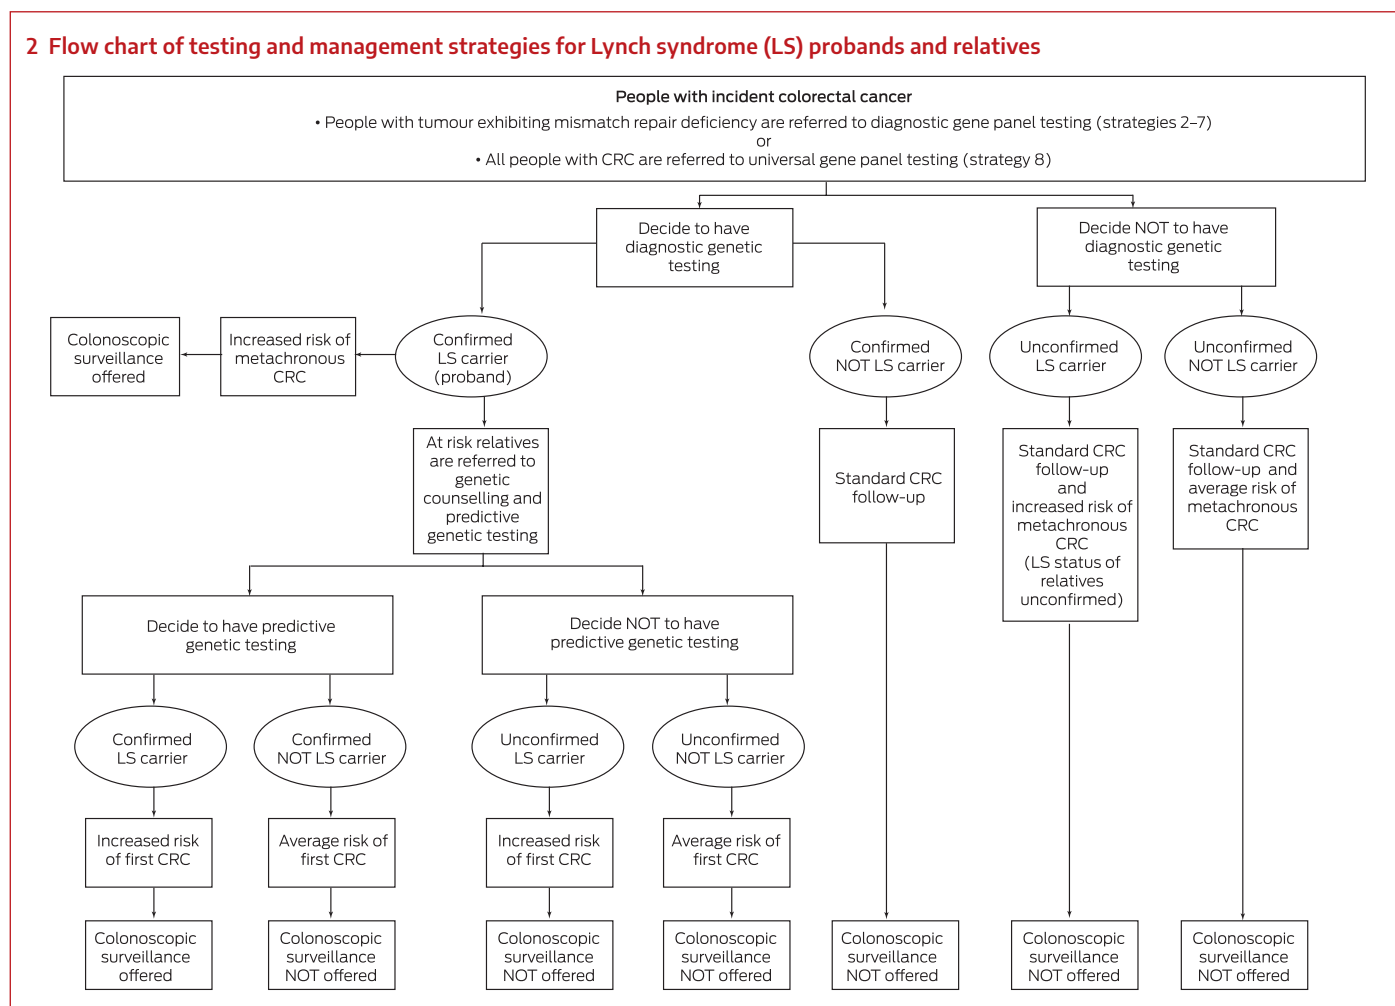 2 Flow chart of testing and management strategies for Lynch syndrome (LS) probands and relatives
People with incident colorectal cancer
• People with tumour exhibiting mismatch repair deficiency are referred to diagnostic gene panel testing (strategies 2–7)
or
• All people with CRC are referred to universal gene panel testing (strategy 8)
Decide to have
diagnostic genetic
testing
Decide NOT to have
diagnostic genetic
testing
Colonoscopic
surveillance
offered
Increased risk of
metachronous
CRC
Confirmed
LS carrier
(proband)
Confirmed
NOT LS carrier
Unconfirmed
LS carrier
Unconfirmed
NOT LS carrier
At risk relatives
are referred to
genetic
counselling and
predictive
genetic testing
Standard CRC
follow-up
Standard CRC
follow-up
and
increased risk of
metachronous
CRC
(LS status of
relatives
unconfirmed)
Standard CRC
follow-up and
average risk of
metachronous
CRC
Decide to have predictive
genetic testing
Decide NOT to have
predictive genetic testing
Confirmed
LS carrier
Confirmed
NOT LS carrier
Unconfirmed
LS carrier
Unconfirmed
NOT LS carrier
Increased risk
of first CRC
Average risk of
first CRC
Increased risk
of first CRC
Average risk of
first CRC
Colonoscopic
surveillance
offered
Colonoscopic
surveillance
NOT offered
Colonoscopic
surveillance
NOT offered
Colonoscopic
surveillance
NOT offered
Colonoscopic
surveillance
NOT offered
Colonoscopic
surveillance
NOT offered
Colonoscopic
surveillance
NOT offered